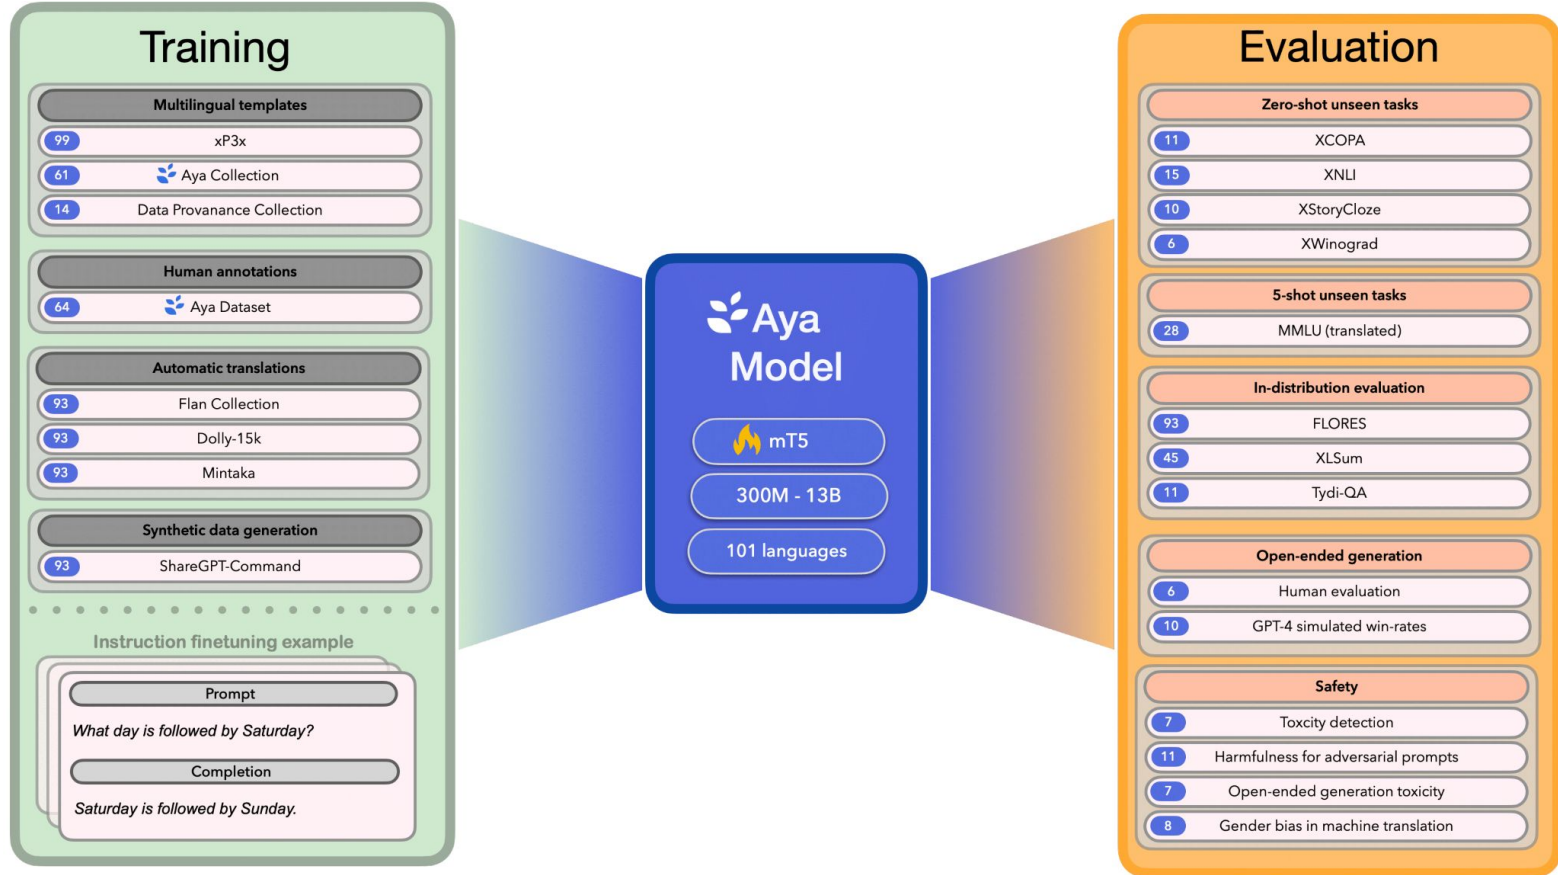 Training
Multilingual templates
99 xP3x
61 Aya Collection
14 Data Provanance Collection
Human annotations
64 Aya Dataset
Automatic translations
93 Flan Collection
93 Dolly-15k
93 Mintaka
Synthetic data generation
93 ShareGPT-Command
Instruction finetuning example
Prompt
What day is followed by Saturday?
Completion
Saturday is followed by Sunday.
Aya
Model
mT5
300M - 13B
101 languages
Evaluation
Zero-shot unseen tasks
11 XCOPA
15 XNLI
10 XStoryCloze
6 XWinograd
5-shot unseen tasks
28 MMLU (translated)
In-distribution evaluation
93 FLORES
45 XLSum
11 Tydi-QA
Open-ended generation
6 Human evaluation
10 GPT-4 simulated win-rates
Safety
7 Toxcity detection
11 Harmfulness for adversarial prompts
7 Open-ended generation toxicity
8 Gender bias in machine translation